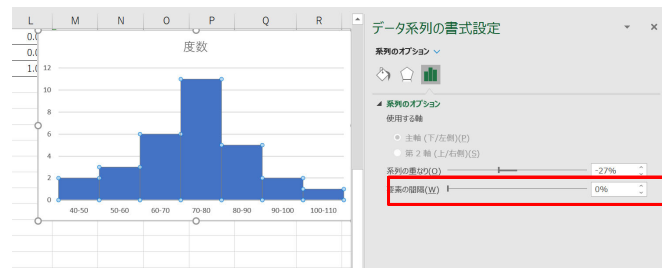 L M N O P Q R
0.0
0.0
1.0
度数
12
10
8
6
4
2
0
40-50 50-60 60-70 70-80 80-90 90-100 100-110
データ系列の書式設定
系列のオプション
系列のオプション
使用する軸
主軸 (下/左側)(P)
第 2 軸 (上/右側)(S)
系列の重なり(O) -27%
要素の間隔(W) 0%